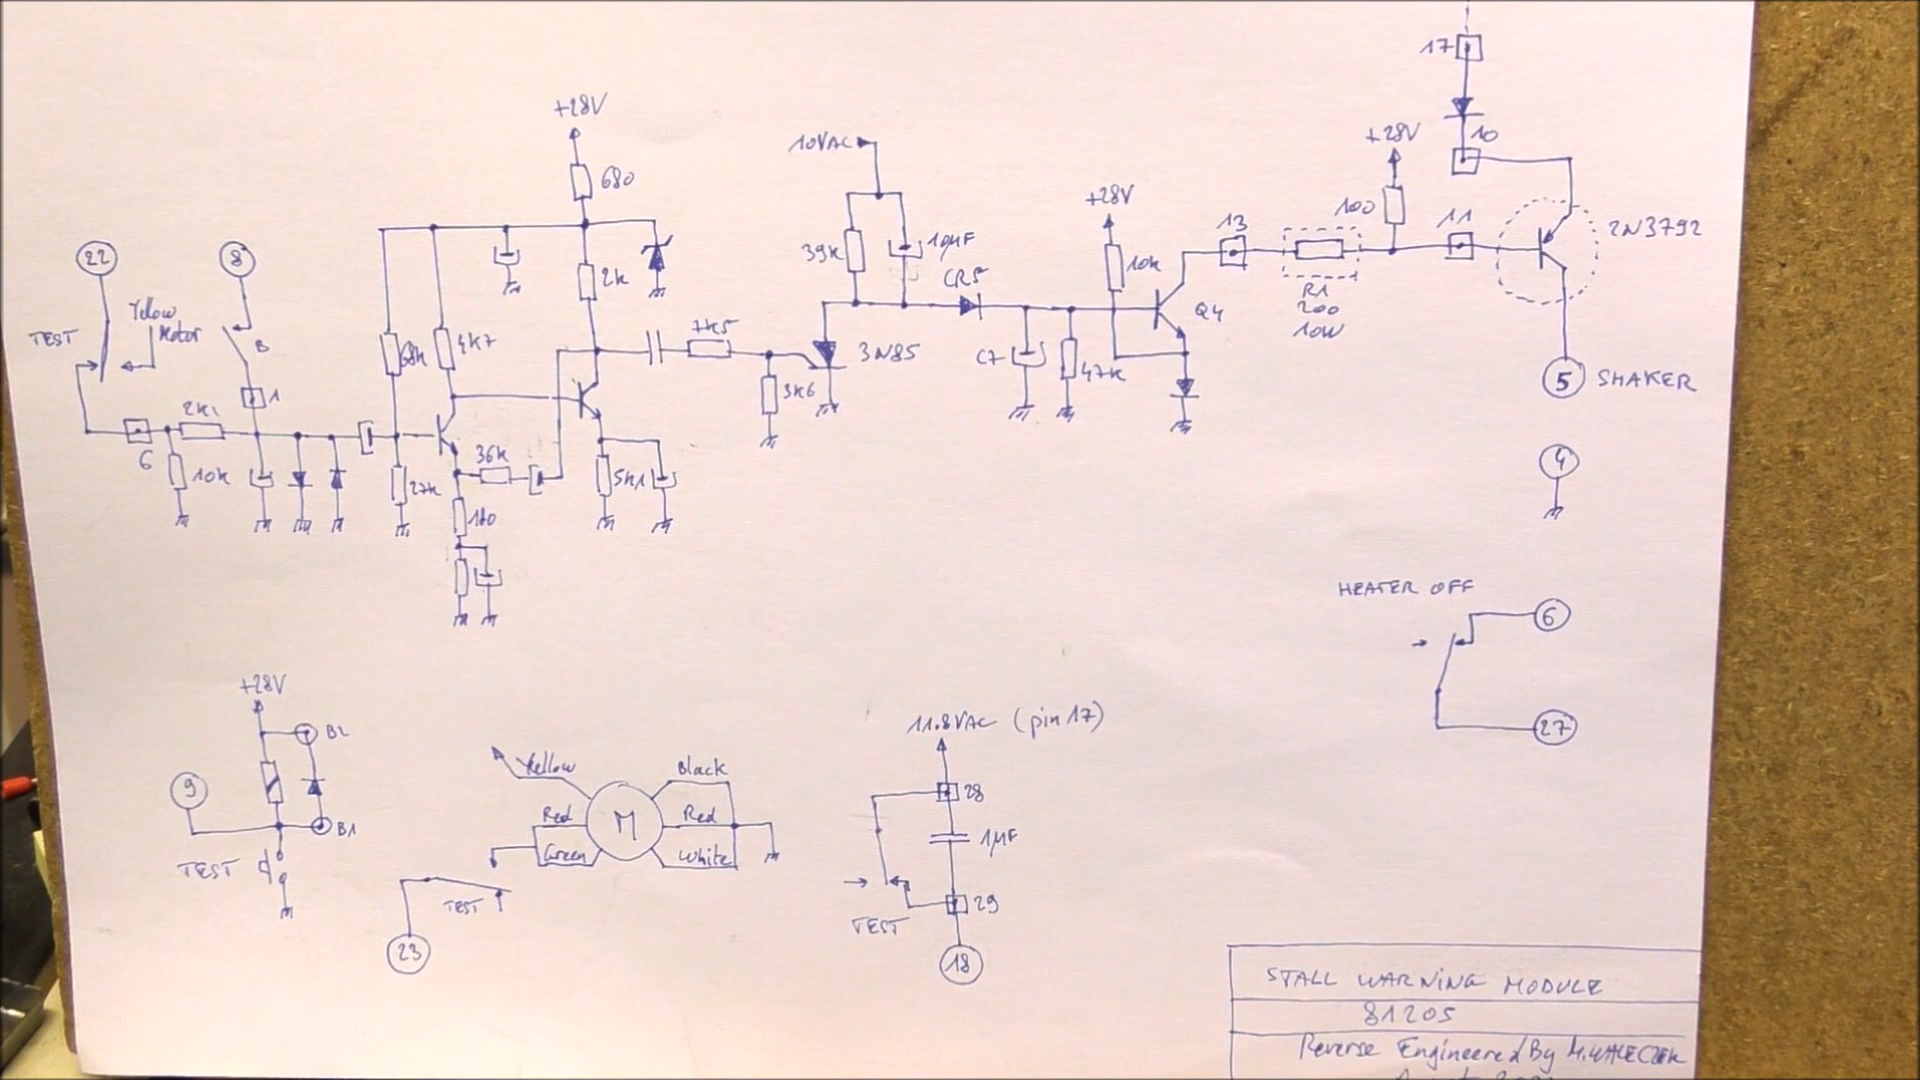 17
10
+28V
+28V
100
11
2N3792
10VAC
+28V
680
39k
10µF
13
CR5
10k
R1
200
10W
Q4
22
8
TEST
Yellow
Motor
B
1
68k
4k7
2k
3N85
C7
47k
3k6
5
SHAKER
2k1
6
10k
27k
36k
5k1
4
HEATER OFF
6
27
+28V
B2
9
B1
TEST
Yellow
Black
Red
M
Red
Green
White
TEST
23
11.8VAC (pin 17)
28
1µF
29
TEST
18
STALL WARNING MODULE
81205
Reverse Engineered By